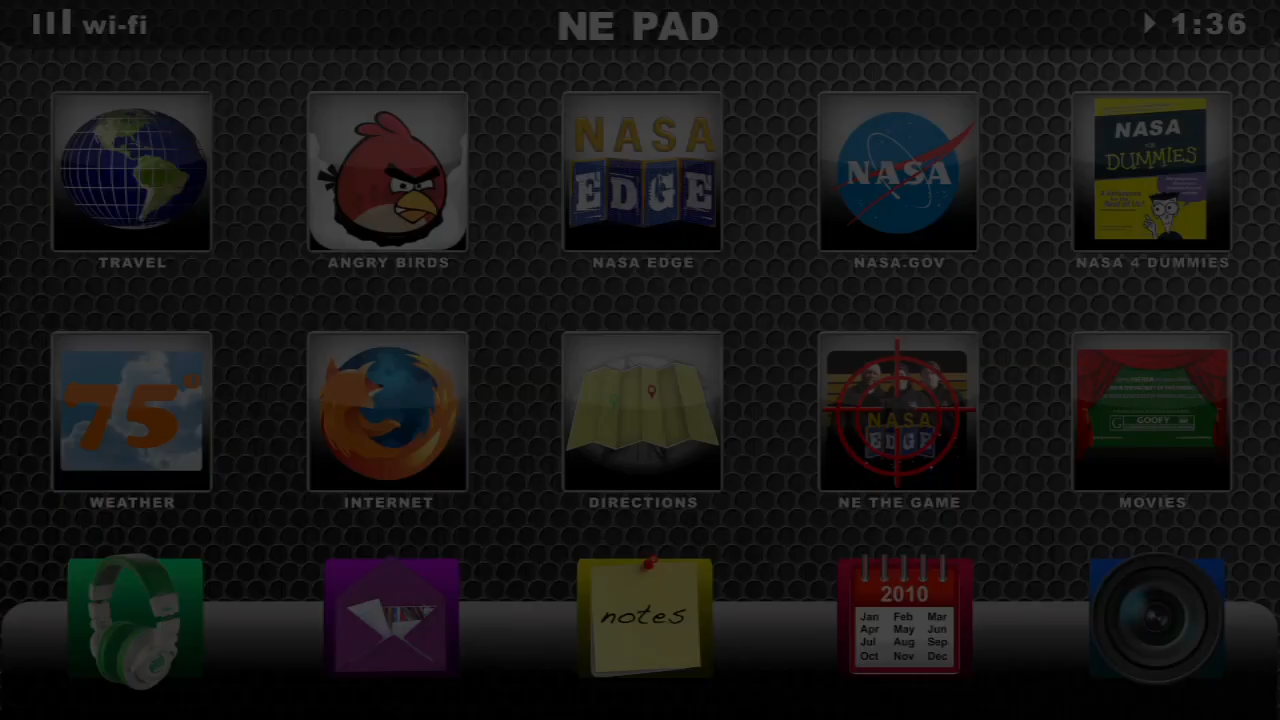 wi-fi
NE PAD
1:36
NASA
EDGE
NASA
NASA
FOR
DUMMIES
TRAVEL
ANGRY BIRDS
NASA EDGE
NASA.GOV
NASA 4 DUMMIES
75°
NASA
EDGE
GOOFY
WEATHER
INTERNET
DIRECTIONS
NE THE GAME
MOVIES
notes
2010
Jan Feb Mar
Apr May Jun
Jul Aug Sep
Oct Nov Dec